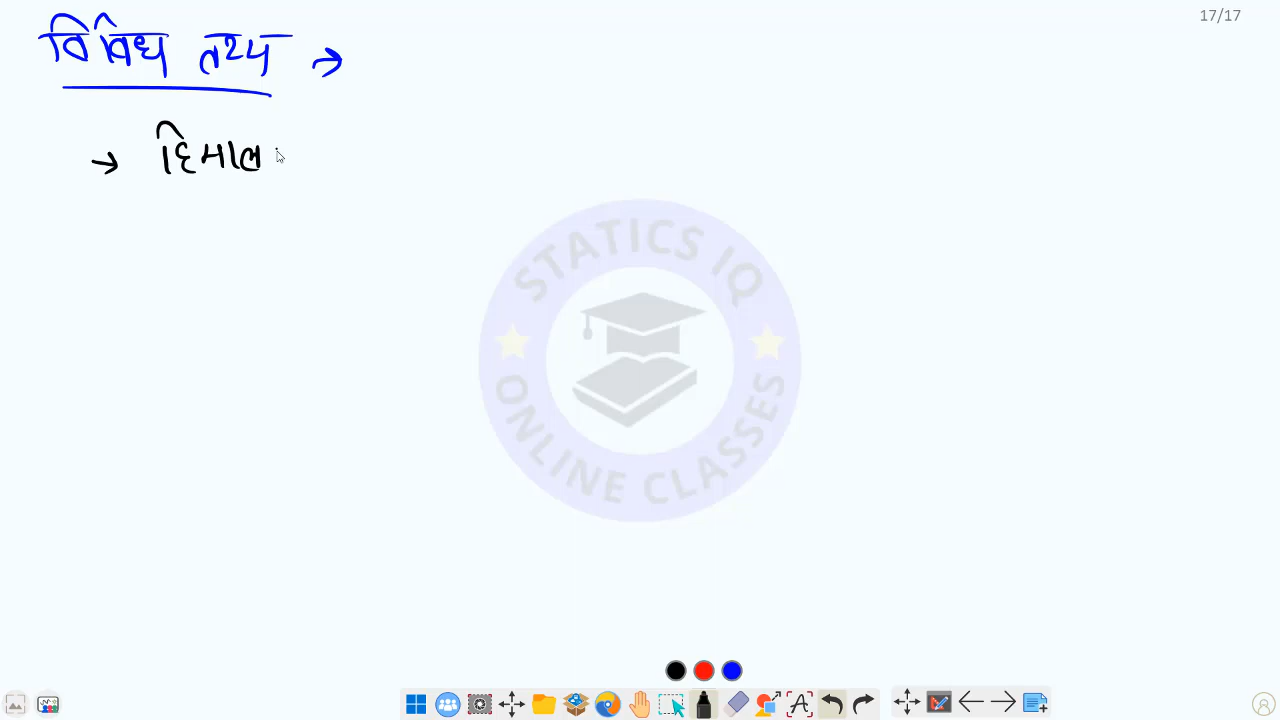 17/17
विविध तथ्य →
→ हिमाल
STATICS IQ
ONLINE CLASSES